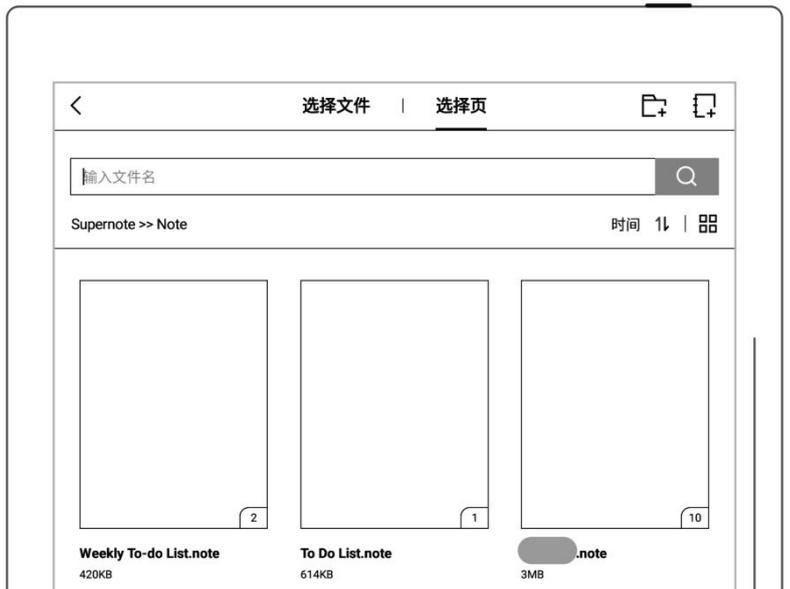 选择文件 | 选择页
输入文件名
Supernote >> Note 时间 |
2 1 10
Weekly To-do List.note To Do List.note .note
420KB 614KB 3MB